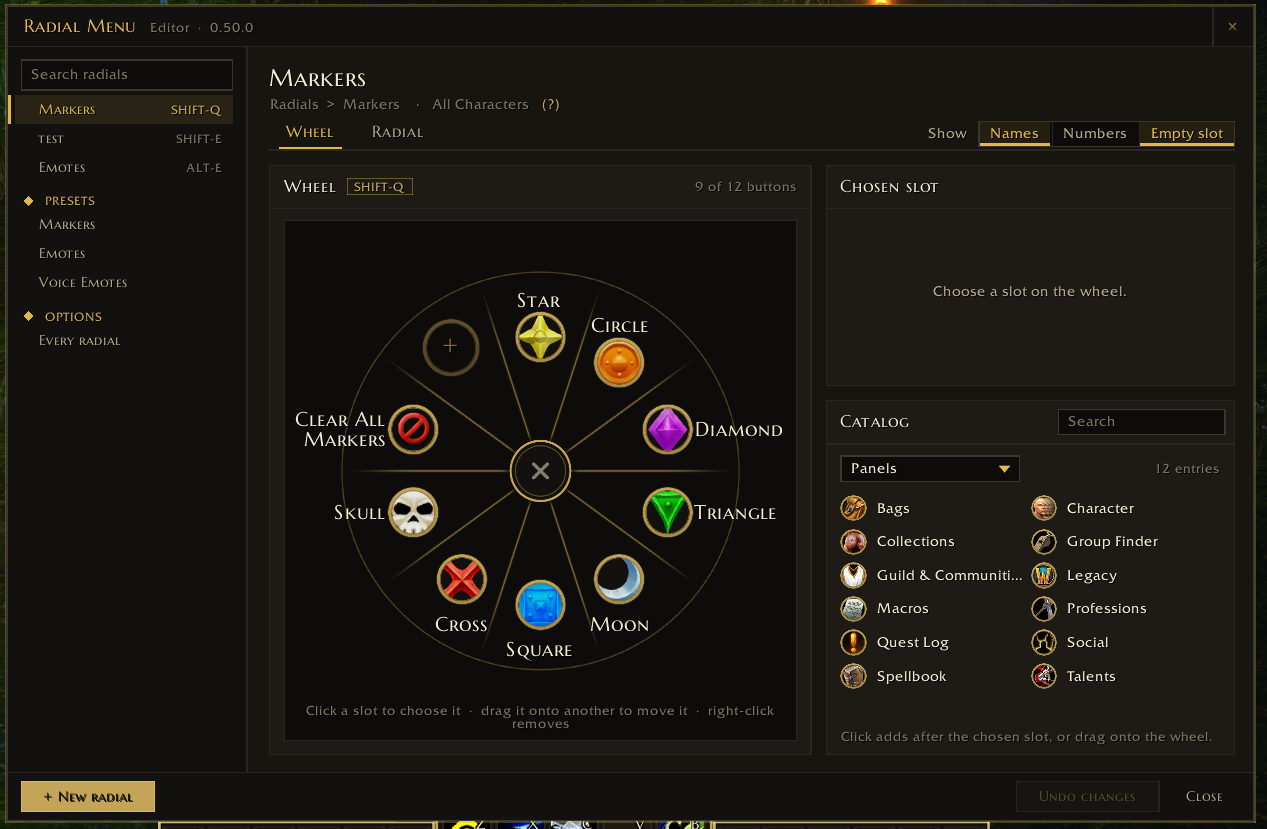 Radial Menu Editor · 0.50.0 ×
Search radials
Markers SHIFT-Q
test SHIFT-E
Emotes ALT-E
PRESETS
Markers
Emotes
Voice Emotes
OPTIONS
Every radial
Markers
Radials > Markers · All Characters (?)
Wheel Radial
Show Names Numbers Empty slot
Wheel SHIFT-Q 9 of 12 buttons
Star
Circle
+
Clear All
Markers
Diamond
Skull
Triangle
Cross
Moon
Square
Click a slot to choose it · drag it onto another to move it · right-click
removes
Chosen slot
Choose a slot on the wheel.
Catalog Search
Panels 12 entries
Bags Character
Collections Group Finder
Guild & Communiti... Legacy
Macros Professions
Quest Log Social
Spellbook Talents
Click adds after the chosen slot, or drag onto the wheel.
+ New radial
Undo changes Close